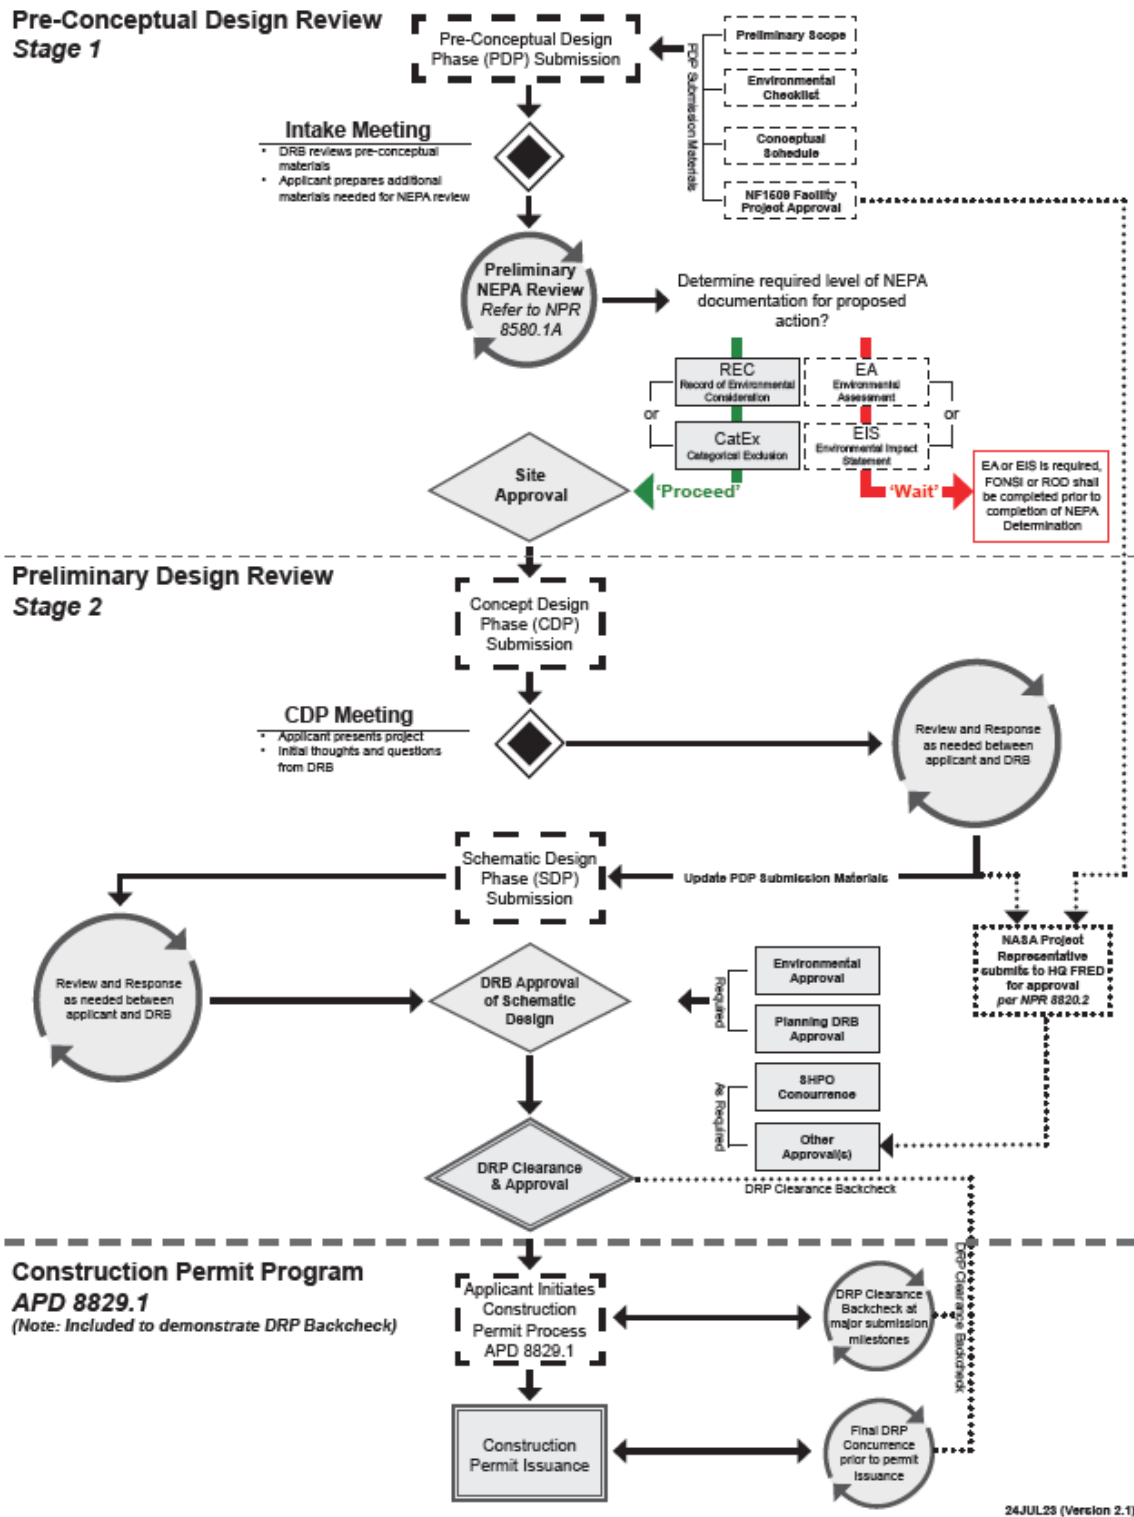 Pre-Conceptual Design Review
Stage 1
Pre-Conceptual Design
Phase (PDP) Submission
PDP Submission Materials
Preliminary Scope
Environmental
Checklist
Conceptual
Schedule
NF1509 Facility
Project Approval
Intake Meeting
• DRB reviews pre-conceptual
materials
• Applicant prepares additional
materials needed for NEPA review
Preliminary
NEPA Review
Refer to NPR
8580.1A
Determine required level of NEPA
documentation for proposed
action?
REC
Record of Environmental
Consideration
or
CatEx
Categorical Exclusion
EA
Environmental
Assessment
or
EIS
Environmental Impact
Statement
Site
Approval
'Proceed'
'Wait'
EA or EIS is required,
FONSI or ROD shall
be completed prior to
completion of NEPA
Determination
Preliminary Design Review
Stage 2
Concept Design
Phase (CDP)
Submission
CDP Meeting
• Applicant presents project
• Initial thoughts and questions
from DRB
Review and Response
as needed between
applicant and DRB
Schematic Design
Phase (SDP)
Submission
Update PDP Submission Materials
Review and Response
as needed between
applicant and DRB
DRB Approval
of Schematic
Design
Required
Environmental
Approval
Planning DRB
Approval
As Required
SHPO
Concurrence
Other
Approval(s)
NASA Project
Representative
submits to HQ FRED
for approval
per NPR 8820.2
DRP Clearance
& Approval
DRP Clearance Backcheck
Construction Permit Program
APD 8829.1
(Note: Included to demonstrate DRP Backcheck)
Applicant Initiates
Construction
Permit Process
APD 8829.1
DRP Clearance
Backcheck at
major submission
milestones
DRP Clearance Backcheck
Construction
Permit Issuance
Final DRP
Concurrence
prior to permit
Issuance
24JUL23 (Version 2.1)